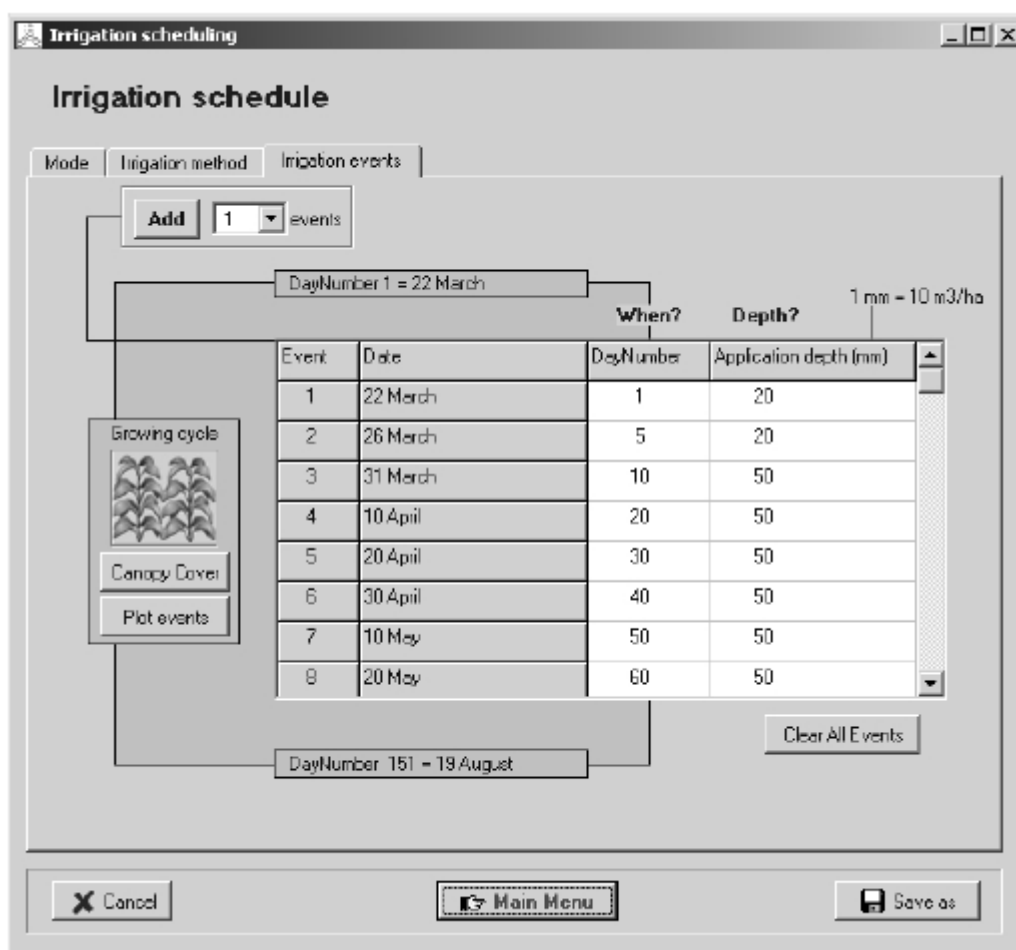 Irrigation scheduling
Irrigation schedule
Mode Irrigation method Irrigation events
Add 1 events
DayNumber 1 = 22 March
1 mm = 10 m3/ha
When? Depth?
Event Date DayNumber Application depth (mm)
1 22 March 1 20
2 26 March 5 20
3 31 March 10 50
4 10 April 20 50
5 20 April 30 50
6 30 April 40 50
7 10 May 50 50
8 20 May 60 50
Growing cycle
Canopy Cover
Plot events
Clear All Events
DayNumber 151 = 19 August
Cancel Main Menu Save as